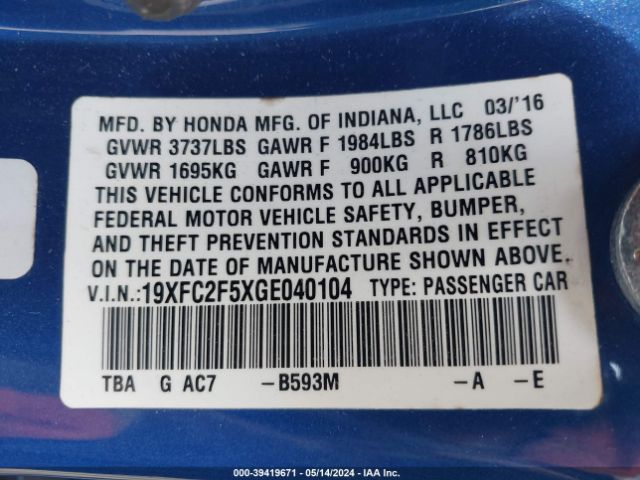 MFD. BY HONDA MFG. OF INDIANA, LLC 03/'16
GVWR 3737LBS GAWR F 1984LBS R 1786LBS
GVWR 1695KG GAWR F 900KG R 810KG
THIS VEHICLE CONFORMS TO ALL APPLICABLE
FEDERAL MOTOR VEHICLE SAFETY, BUMPER,
AND THEFT PREVENTION STANDARDS IN EFFECT
ON THE DATE OF MANUFACTURE SHOWN ABOVE.
V.I.N.:19XFC2F5XGE040104 TYPE: PASSENGER CAR
TBA G AC7 -B593M -A -E
000-39419671 - 05/14/2024 - IAA Inc.